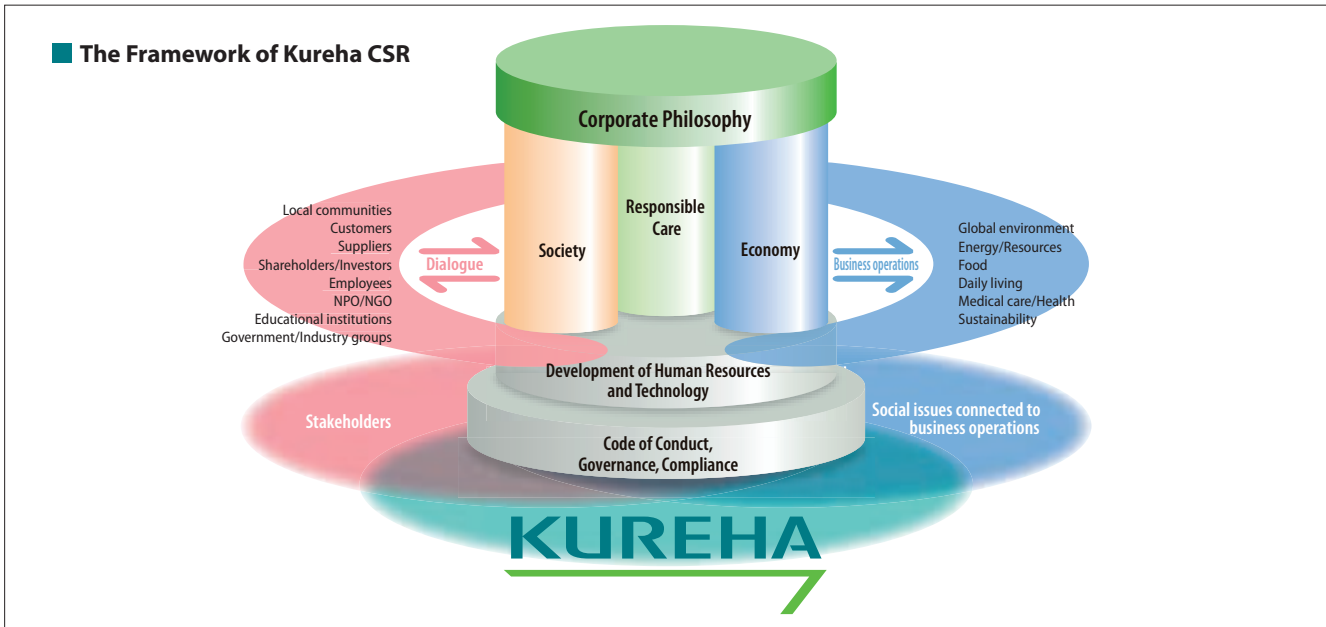 The Framework of Kureha CSR
Corporate Philosophy
Society
Responsible
Care
Economy
Local communities
Customers
Suppliers
Shareholders/Investors
Employees
NPO/NGO
Educational institutions
Government/Industry groups
Dialogue
Business operations
Global environment
Energy/Resources
Food
Daily living
Medical care/Health
Sustainability
Development of Human Resources
and Technology
Stakeholders
Social issues connected to
business operations
Code of Conduct,
Governance, Compliance
KUREHA